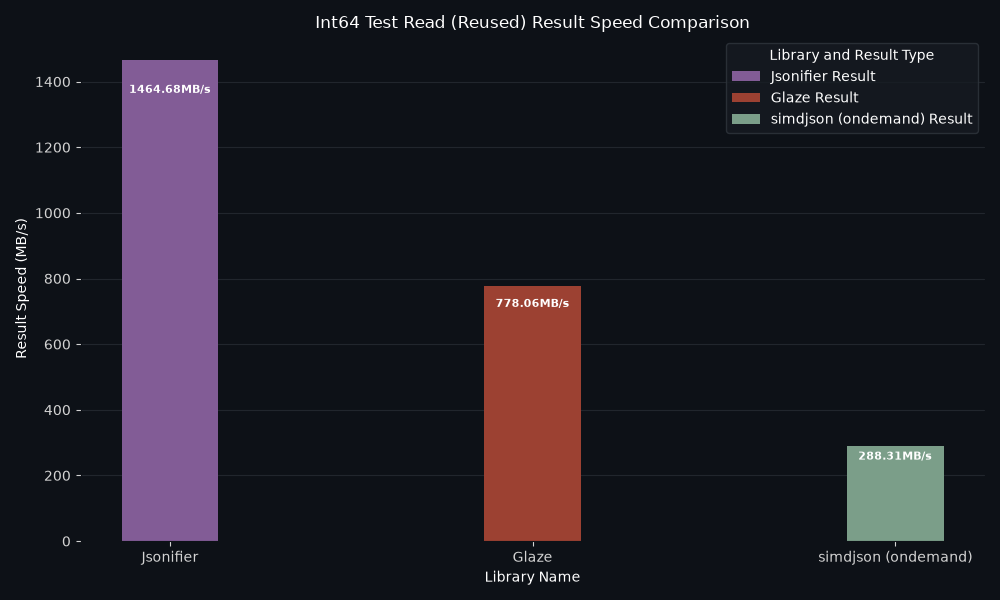 Int64 Test Read (Reused) Result Speed Comparison
Library and Result Type
Jsonifier Result
Glaze Result
simdjson (ondemand) Result
Result Speed (MB/s)
1400
1200
1000
800
600
400
200
0
1464.68MB/s
778.06MB/s
288.31MB/s
Jsonifier
Glaze
simdjson (ondemand)
Library Name